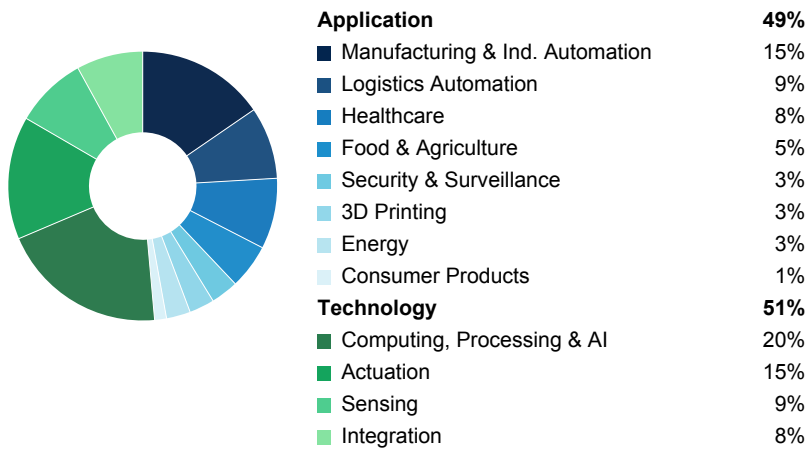 Application 49%
Manufacturing & Ind. Automation 15%
Logistics Automation 9%
Healthcare 8%
Food & Agriculture 5%
Security & Surveillance 3%
3D Printing 3%
Energy 3%
Consumer Products 1%
Technology 51%
Computing, Processing & AI 20%
Actuation 15%
Sensing 9%
Integration 8%